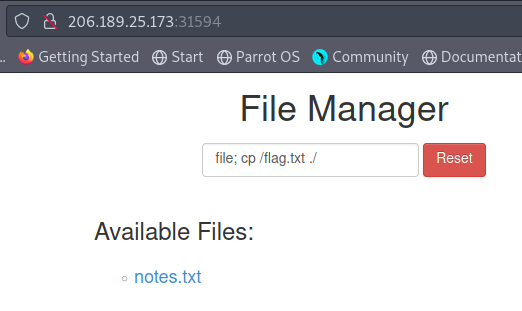 206.189.25.173:31594
… Getting Started Start Parrot OS Community Documentat
File Manager
file; cp /flag.txt ./ Reset
Available Files:
notes.txt